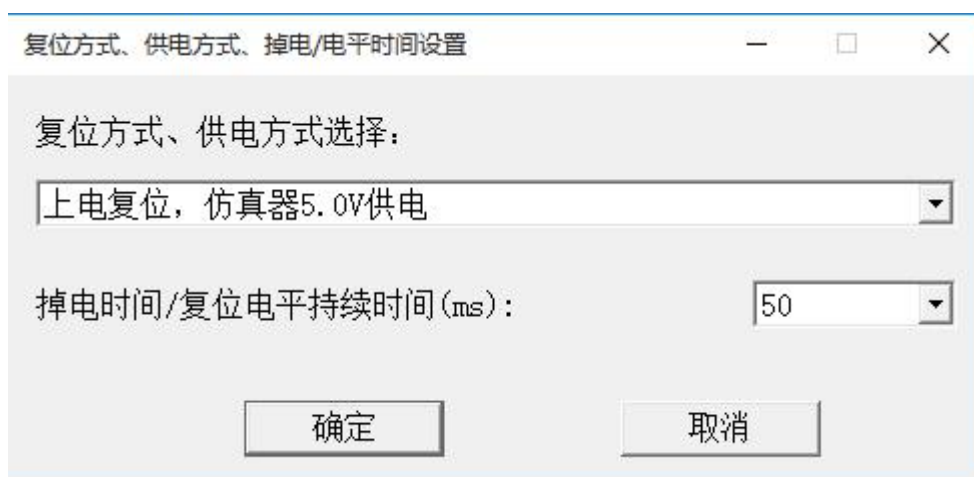 复位方式、供电方式、掉电/电平时间设置
复位方式、供电方式选择：
上电复位，仿真器5.0V供电
掉电时间/复位电平持续时间(ms)：
50
确定
取消